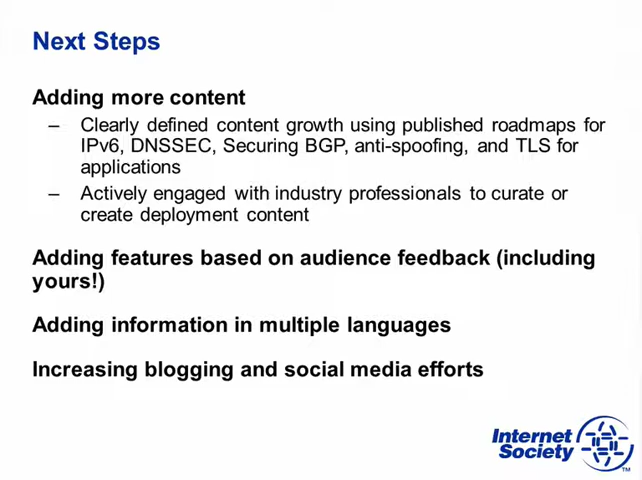 Next Steps
Adding more content
– Clearly defined content growth using published roadmaps for
IPv6, DNSSEC, Securing BGP, anti-spoofing, and TLS for
applications
– Actively engaged with industry professionals to curate or
create deployment content
Adding features based on audience feedback (including
yours!)
Adding information in multiple languages
Increasing blogging and social media efforts
Internet
Society
TM